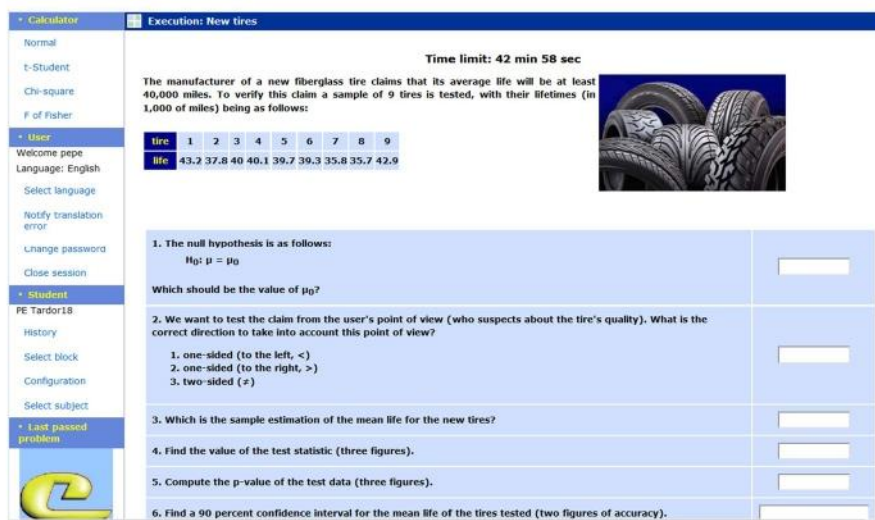 • Calculator
Normal
t-Student
Chi-square
F of Fisher
• User
Welcome pepe
Language: English
Select language
Notify translation
error
Change password
Close session
• Student
PE Tardor18
History
Select block
Configuration
Select subject
• Last passed
problem
Execution: New tires
Time limit: 42 min 58 sec
The manufacturer of a new fiberglass tire claims that its average life will be at least
40,000 miles. To verify this claim a sample of 9 tires is tested, with their lifetimes (in
1,000 of miles) being as follows:
tire 1 2 3 4 5 6 7 8 9
life 43.2 37.8 40 40.1 39.7 39.3 35.8 35.7 42.9
1. The null hypothesis is as follows:
H₀: μ = μ₀
Which should be the value of μ₀?
2. We want to test the claim from the user's point of view (who suspects about the tire's quality). What is the
correct direction to take into account this point of view?
1. one-sided (to the left, <)
2. one-sided (to the right, >)
3. two-sided (≠)
3. Which is the sample estimation of the mean life for the new tires?
4. Find the value of the test statistic (three figures).
5. Compute the p-value of the test data (three figures).
6. Find a 90 percent confidence interval for the mean life of the tires tested (two figures of accuracy).